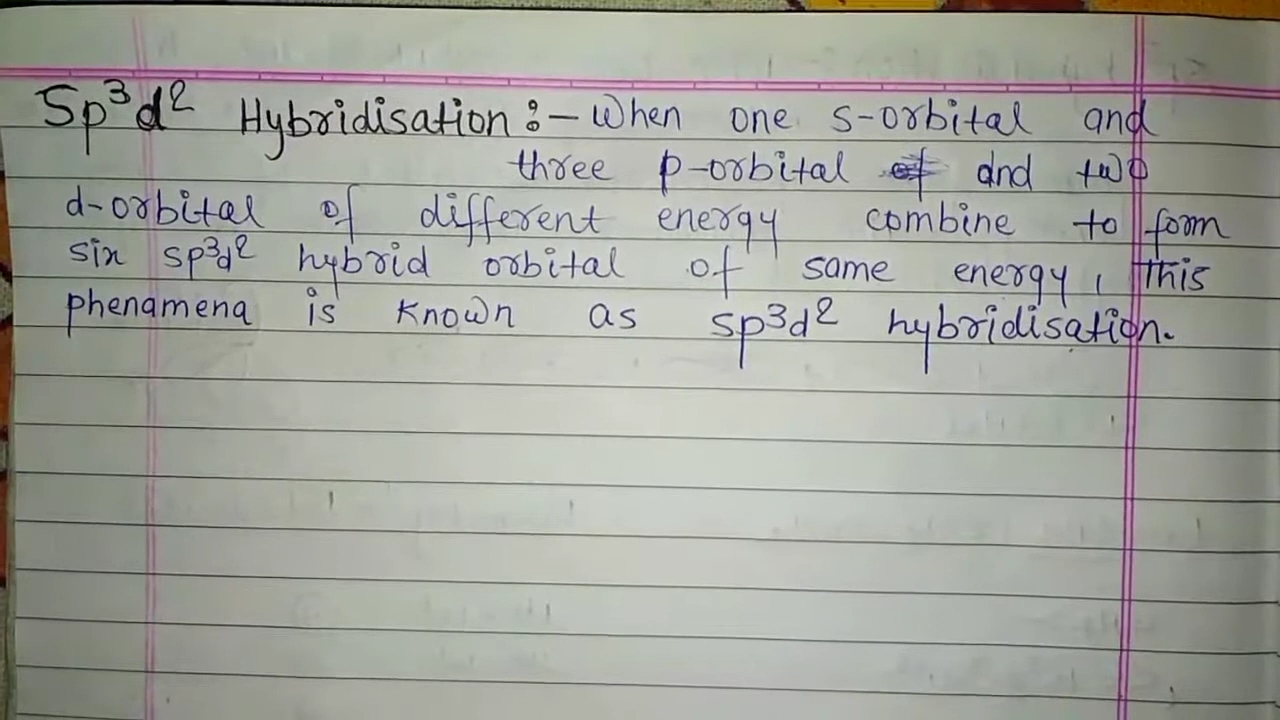 Sp³d² Hybridisation :- When one s-orbital and
three p-orbital and two
d-orbital of different energy combine to form
six sp³d² hybrid orbital of same energy, this
phenamena is known as sp³d² hybridisation.